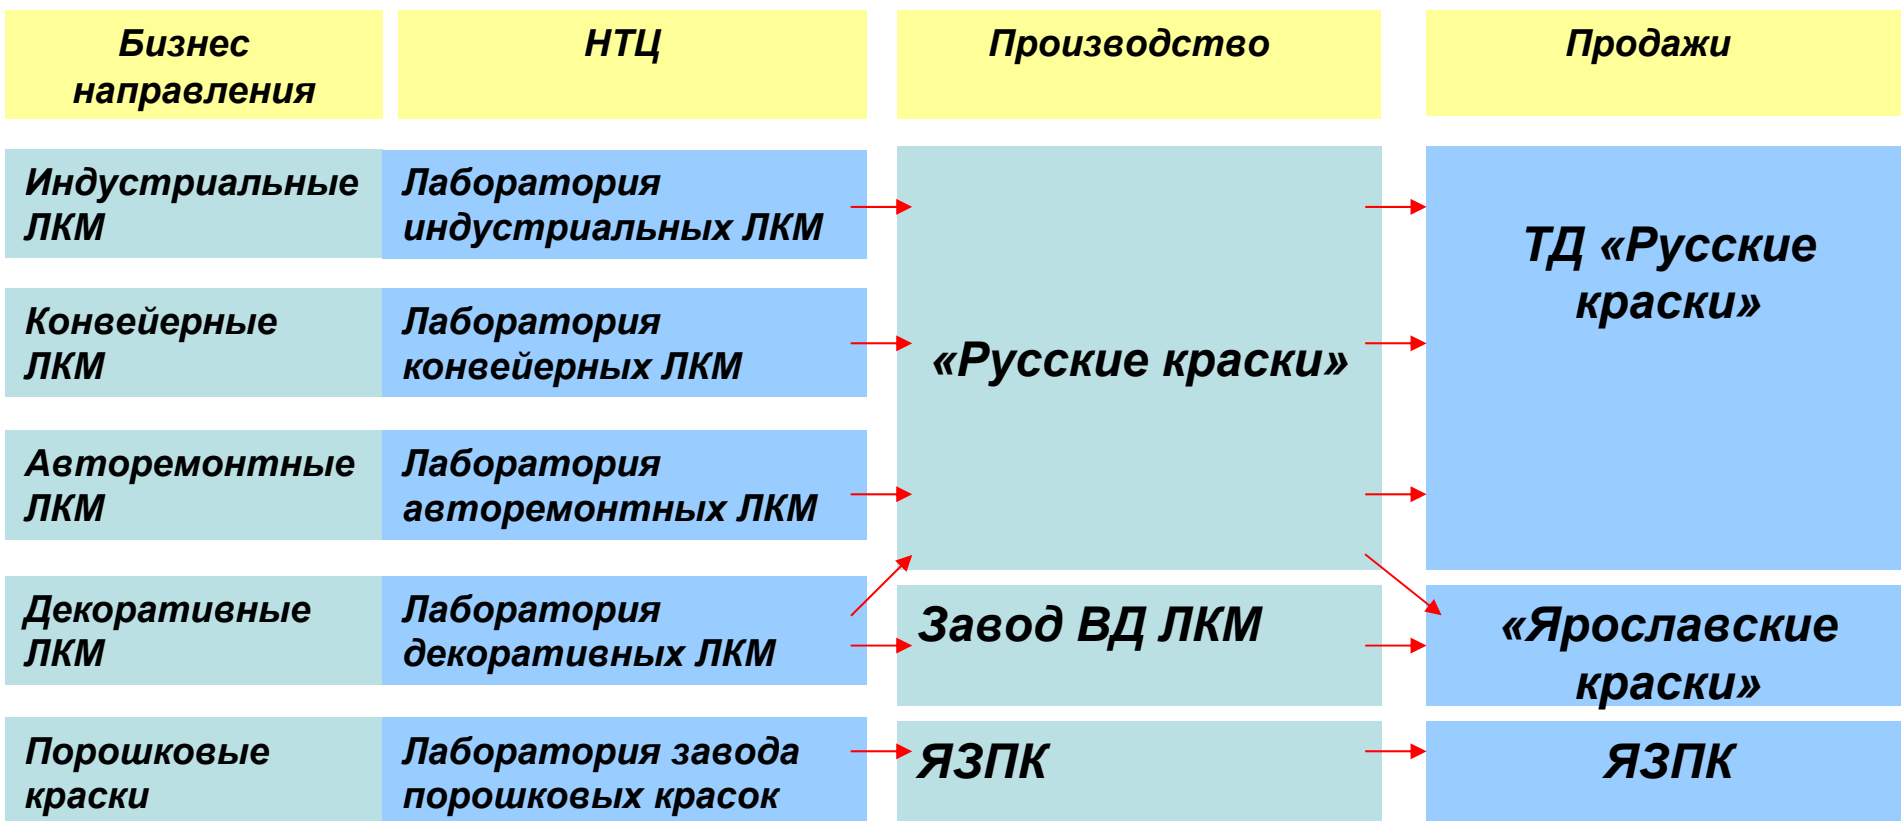 Бизнес
направления
НТЦ
Производство
Продажи
Индустриальные
ЛКМ
Лаборатория
индустриальных ЛКМ
Конвейерные
ЛКМ
Лаборатория
конвейерных ЛКМ
Авторемонтные
ЛКМ
Лаборатория
авторемонтных ЛКМ
Декоративные
ЛКМ
Лаборатория
декоративных ЛКМ
Порошковые
краски
Лаборатория завода
порошковых красок
«Русские краски»
Завод ВД ЛКМ
ЯЗПК
ТД «Русские
краски»
«Ярославские
краски»
ЯЗПК